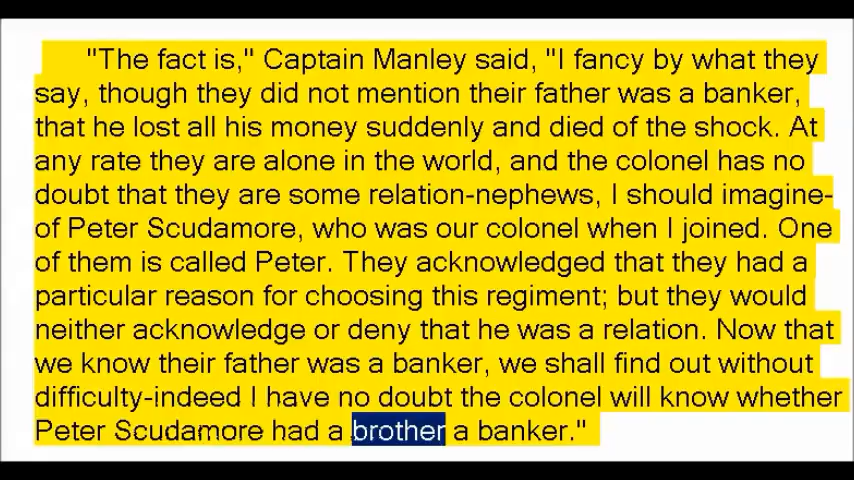 "The fact is," Captain Manley said, "I fancy by what they
say, though they did not mention their father was a banker,
that he lost all his money suddenly and died of the shock. At
any rate they are alone in the world, and the colonel has no
doubt that they are some relation-nephews, I should imagine-
of Peter Scudamore, who was our colonel when I joined. One
of them is called Peter. They acknowledged that they had a
particular reason for choosing this regiment; but they would
neither acknowledge or deny that he was a relation. Now that
we know their father was a banker, we shall find out without
difficulty-indeed I have no doubt the colonel will know whether
Peter Scudamore had a brother a banker."